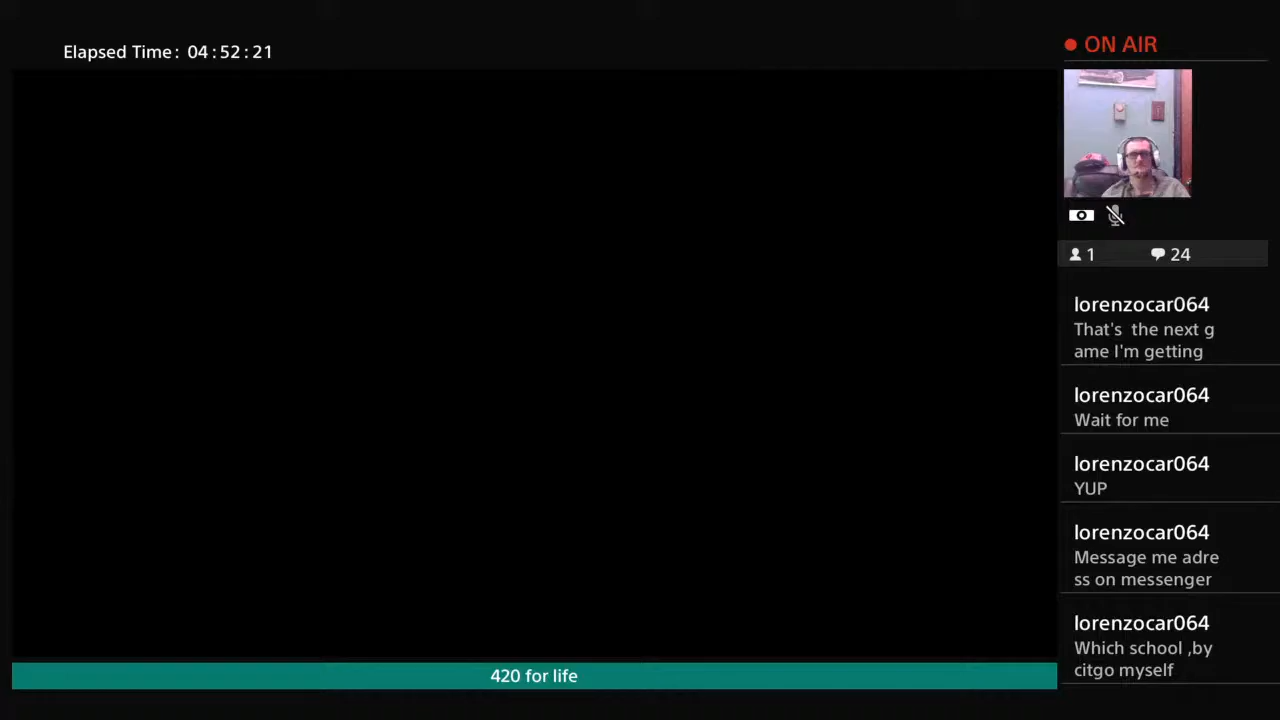 Elapsed Time: 04:52:21
ON AIR
1 24
lorenzocar064
That's the next g
ame I'm getting
lorenzocar064
Wait for me
lorenzocar064
YUP
lorenzocar064
Message me adre
ss on messenger
lorenzocar064
Which school ,by
citgo myself
420 for life